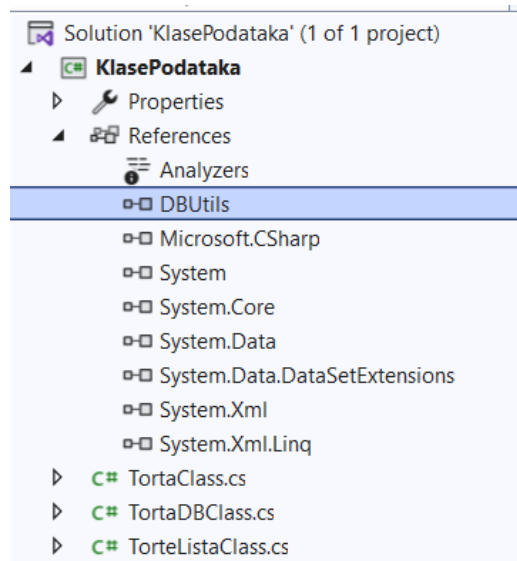 Solution 'KlasePodataka' (1 of 1 project)
C# KlasePodataka
Properties
References
Analyzers
DBUtils
Microsoft.CSharp
System
System.Core
System.Data
System.Data.DataSetExtensions
System.Xml
System.Xml.Linq
C# TortaClass.cs
C# TortaDBClass.cs
C# TorteListaClass.cs